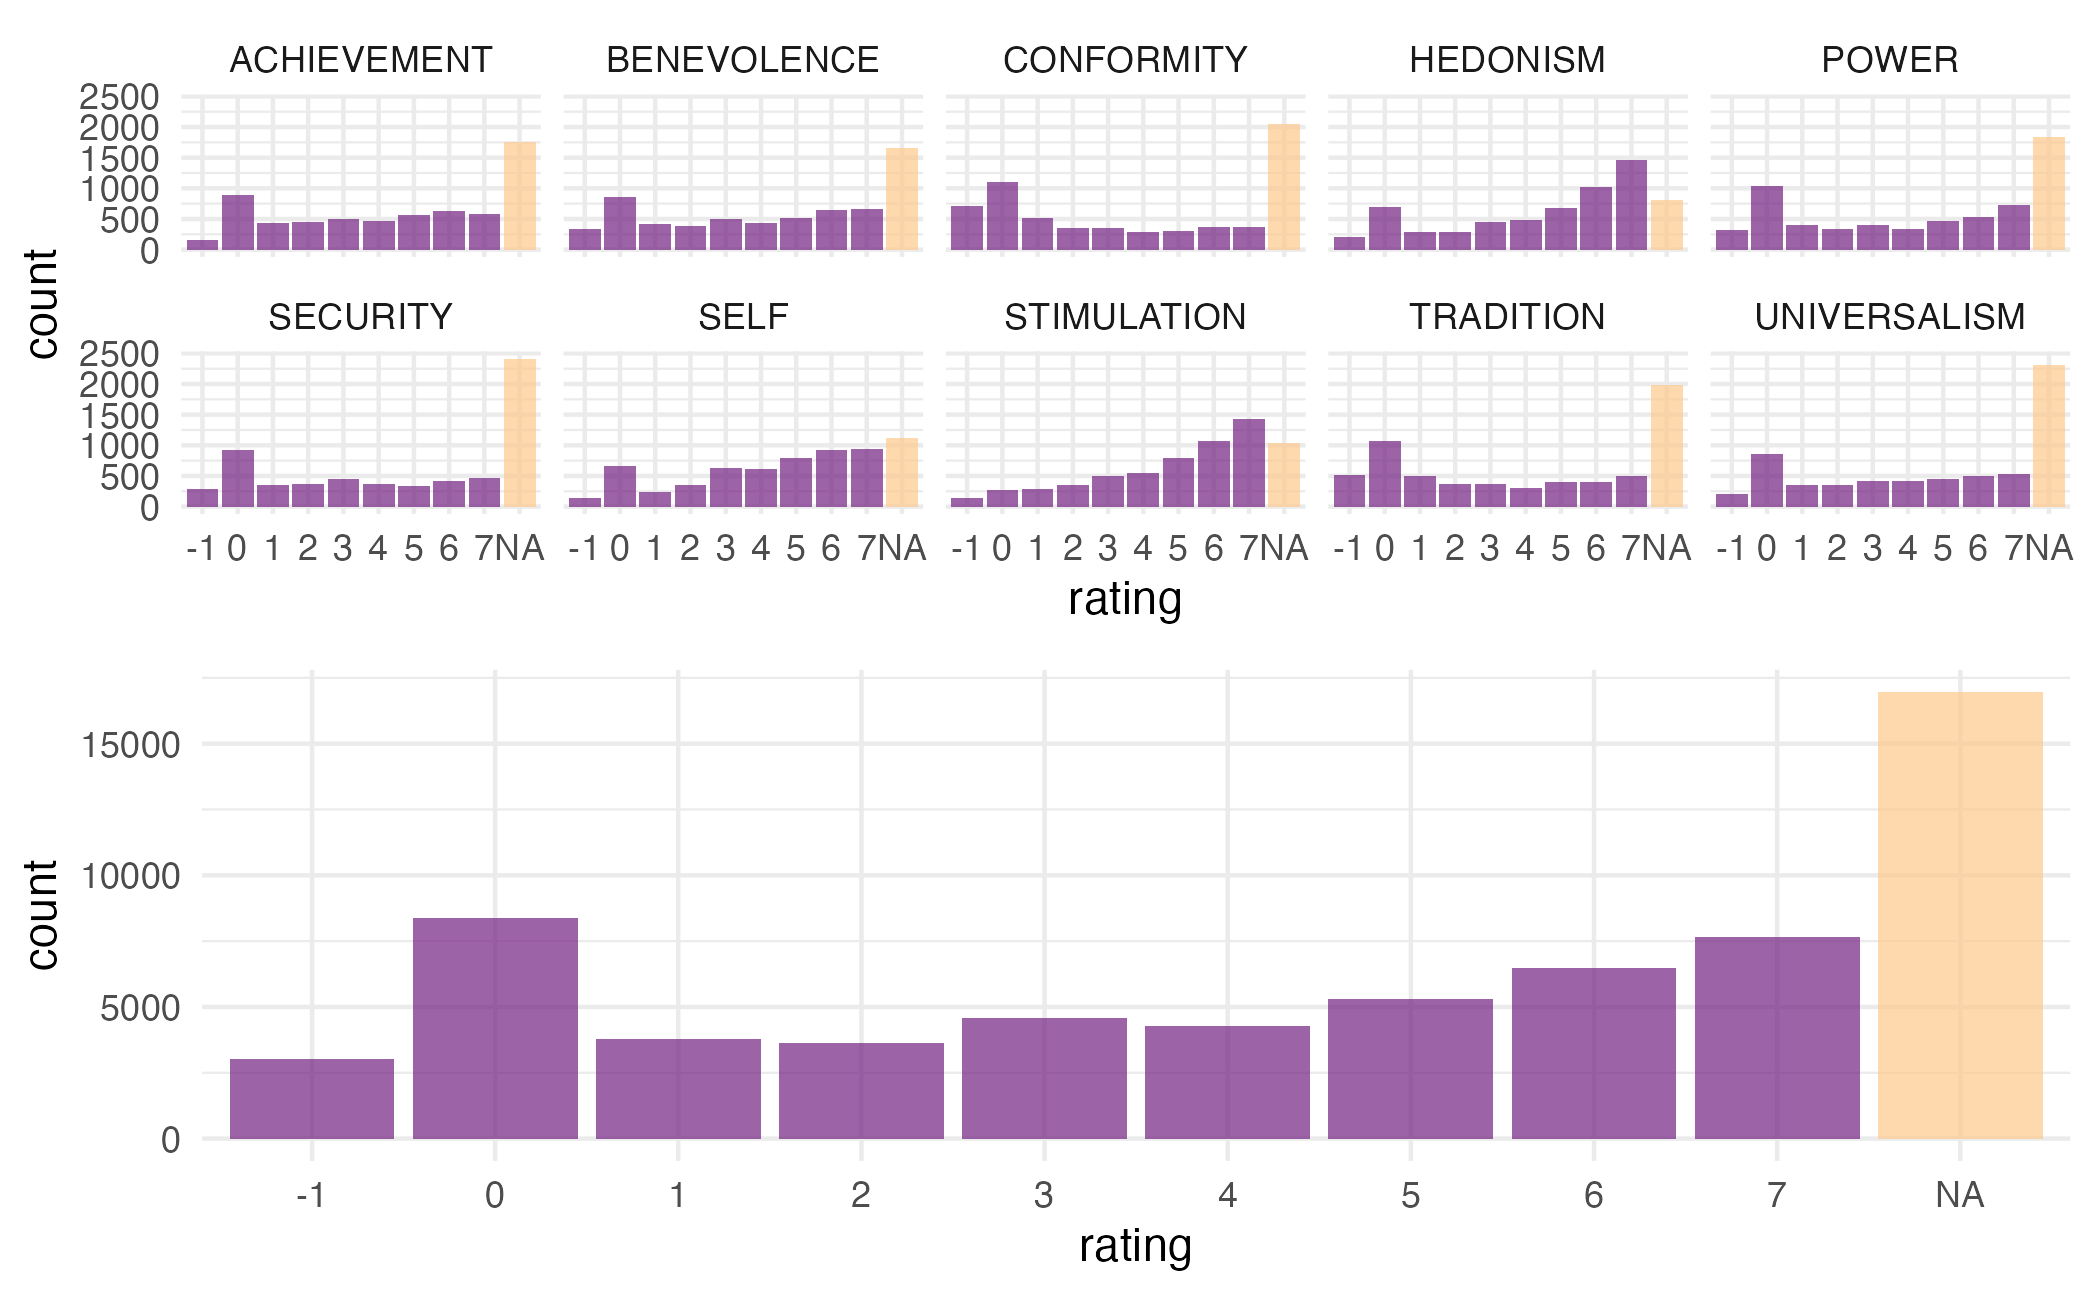 ACHIEVEMENT BENEVOLENCE CONFORMITY HEDONISM POWER
2500
2000
1500
1000
500
0
SECURITY SELF STIMULATION TRADITION UNIVERSALISM
2500
2000
1500
1000
500
0
count
-1 0 1 2 3 4 5 6 7NA -1 0 1 2 3 4 5 6 7NA -1 0 1 2 3 4 5 6 7NA -1 0 1 2 3 4 5 6 7NA -1 0 1 2 3 4 5 6 7NA
rating
15000
10000
5000
0
count
-1 0 1 2 3 4 5 6 7 NA
rating